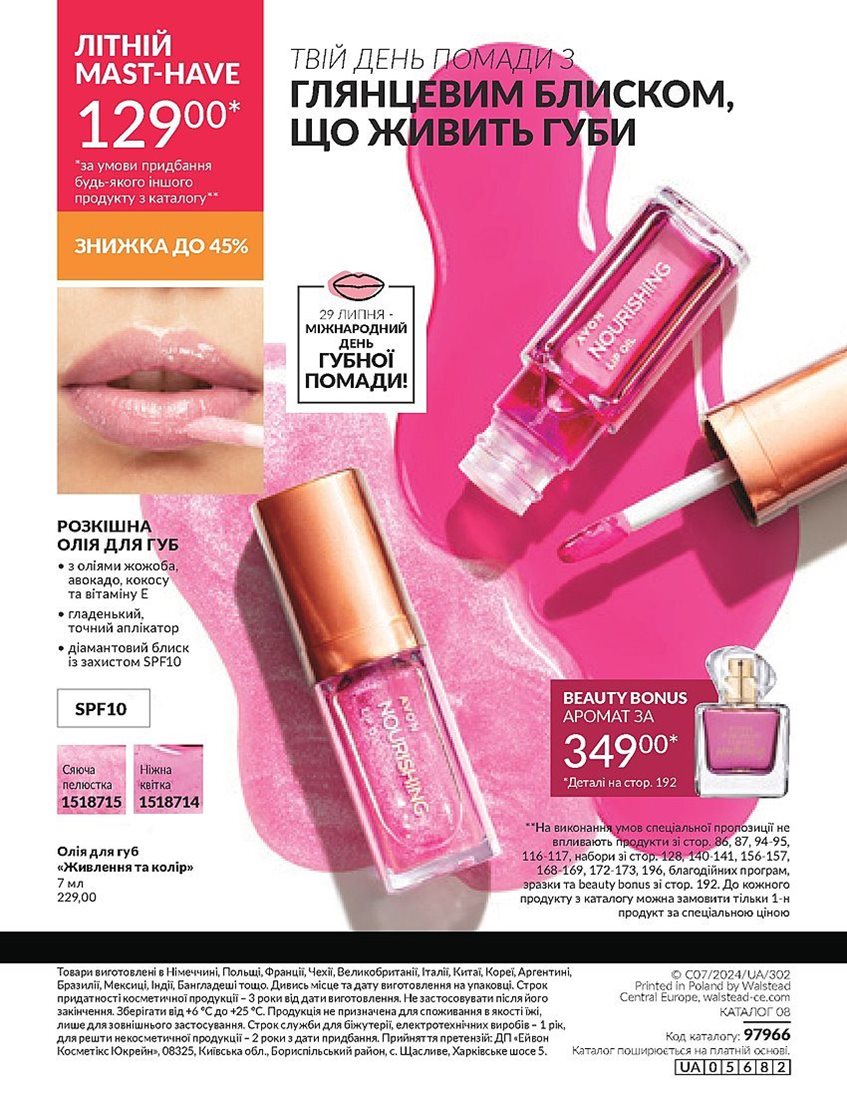 ЛІТНІЙ
MAST-HAVE
129⁰⁰*
*за умови придбання
будь-якого іншого
продукту з каталогу**
ЗНИЖКА ДО 45%
ТВІЙ ДЕНЬ ПОМАДИ З
ГЛЯНЦЕВИМ БЛИСКОМ,
ЩО ЖИВИТЬ ГУБИ
29 ЛИПНЯ -
МІЖНАРОДНИЙ
ДЕНЬ
ГУБНОЇ
ПОМАДИ!
AVON
NOURISHING
LIP OIL
РОЗКІШНА
ОЛІЯ ДЛЯ ГУБ
• з оліями жожоба,
авокадо, кокосу
та вітаміну Е
• гладенький,
точний аплікатор
• діамантовий блиск
із захистом SPF10
SPF10
Сяюча
пелюстка
1518715
Ніжна
квітка
1518714
Олія для губ
«Живлення та колір»
7 мл
229,00
AVON
NOURISHING
LIP
BEAUTY BONUS
АРОМАТ ЗА
349⁰⁰*
*Деталі на стор. 192
**На виконання умов спеціальної пропозиції не
впливають продукти зі стор. 86, 87, 94-95,
116-117, набори зі стор. 128, 140-141, 156-157,
168-169, 172-173, 196, благодійних програм,
зразки та beauty bonus зі стор. 192. До кожного
продукту з каталогу можна замовити тільки 1-н
продукт за спеціальною ціною
Товари виготовлені в Німеччині, Польщі, Франції, Чехії, Великобританії, Італії, Китаї, Кореї, Аргентині,
Бразилії, Мексиці, Індії, Бангладеші тощо. Дивись місце та дату виготовлення на упаковці. Строк
придатності косметичної продукції – 3 роки від дати виготовлення. Не застосовувати після його
закінчення. Зберігати від +6 °С до +25 °С. Продукція не призначена для споживання в якості їжі,
лише для зовнішнього застосування. Строк служби для біжутерії, електротехнічних виробів – 1 рік,
для решти некосметичної продукції – 2 роки з дати придбання. Прийняття претензій: ДП «Ейвон
Косметікс Юкрейн», 08325, Київська обл., Бориспільський район, с. Щасливе, Харківське шосе 5.
© C07/2024/UA/302
Printed in Poland by Walstead
Central Europe, walstead-ce.com
КАТАЛОГ 08
Код каталогу: 97966
Каталог поширюється на платній основі.
UA05682